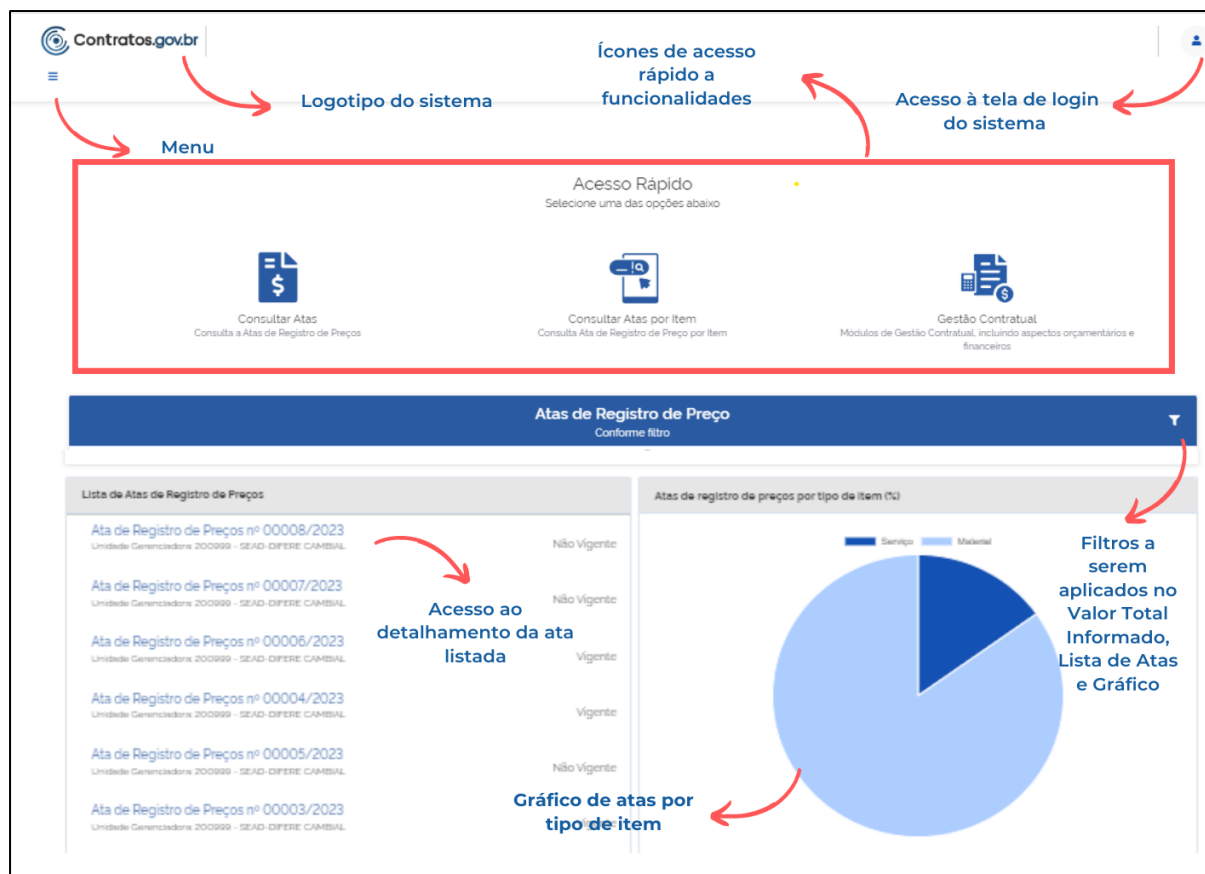 Contratos.gov.br
Ícones de acesso
rápido a
funcionalidades
Logotipo do sistema
Acesso à tela de login
do sistema
Menu
Acesso Rápido
Selecione uma das opções abaixo
Consultar Atas
Consulta a Atas de Registro de Preços
Consultar Atas por Item
Consulta Ata de Registro de Preço por Item
Gestão Contratual
Módulos de Gestão Contratual, incluindo aspectos orçamentários e
financeiros
Atas de Registro de Preço
Conforme filtro
Lista de Atas de Registro de Preços
Ata de Registro de Preços nº 00008/2023
Unidade Gerenciadora: 200999 - SEAD-DIFERE CAMBIAL
Não Vigente
Ata de Registro de Preços nº 00007/2023
Unidade Gerenciadora: 200999 - SEAD-DIFERE CAMBIAL
Não Vigente
Ata de Registro de Preços nº 00006/2023
Unidade Gerenciadora: 200999 - SEAD-DIFERE CAMBIAL
Vigente
Ata de Registro de Preços nº 00004/2023
Unidade Gerenciadora: 200999 - SEAD-DIFERE CAMBIAL
Vigente
Ata de Registro de Preços nº 00005/2023
Unidade Gerenciadora: 200999 - SEAD-DIFERE CAMBIAL
Não Vigente
Ata de Registro de Preços nº 00003/2023
Unidade Gerenciadora: 200999 - SEAD-DIFERE CAMBIAL
Vigente
Acesso ao
detalhamento da ata
listada
Atas de registro de preços por tipo de item (%)
Serviço
Material
Filtros a
serem
aplicados no
Valor Total
Informado,
Lista de Atas
e Gráfico
Gráfico de atas por
tipo de item